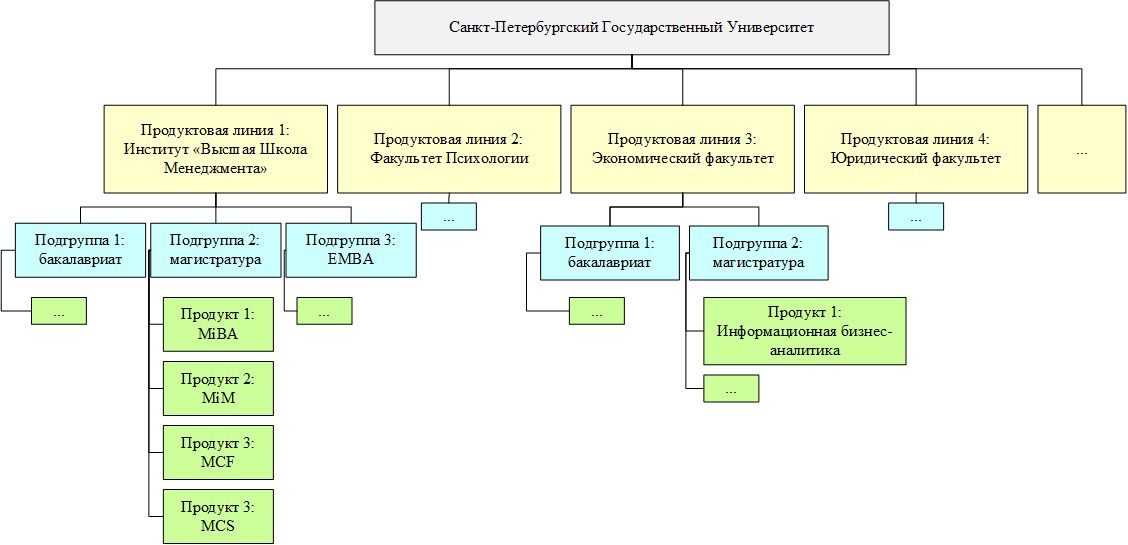 Санкт-Петербургский Государственный Университет
Продуктовая линия 1:
Институт «Высшая Школа
Менеджмента»
Продуктовая линия 2:
Факультет Психологии
Продуктовая линия 3:
Экономический факультет
Продуктовая линия 4:
Юридический факультет
...
Подгруппа 1:
бакалавриат
Подгруппа 2:
магистратура
Подгруппа 3:
EMBA
...
Подгруппа 1:
бакалавриат
Подгруппа 2:
магистратура
...
...
Продукт 1:
MiBA
Продукт 2:
MiM
Продукт 3:
MCF
Продукт 3:
MCS
...
...
Продукт 1:
Информационная бизнес-
аналитика
...